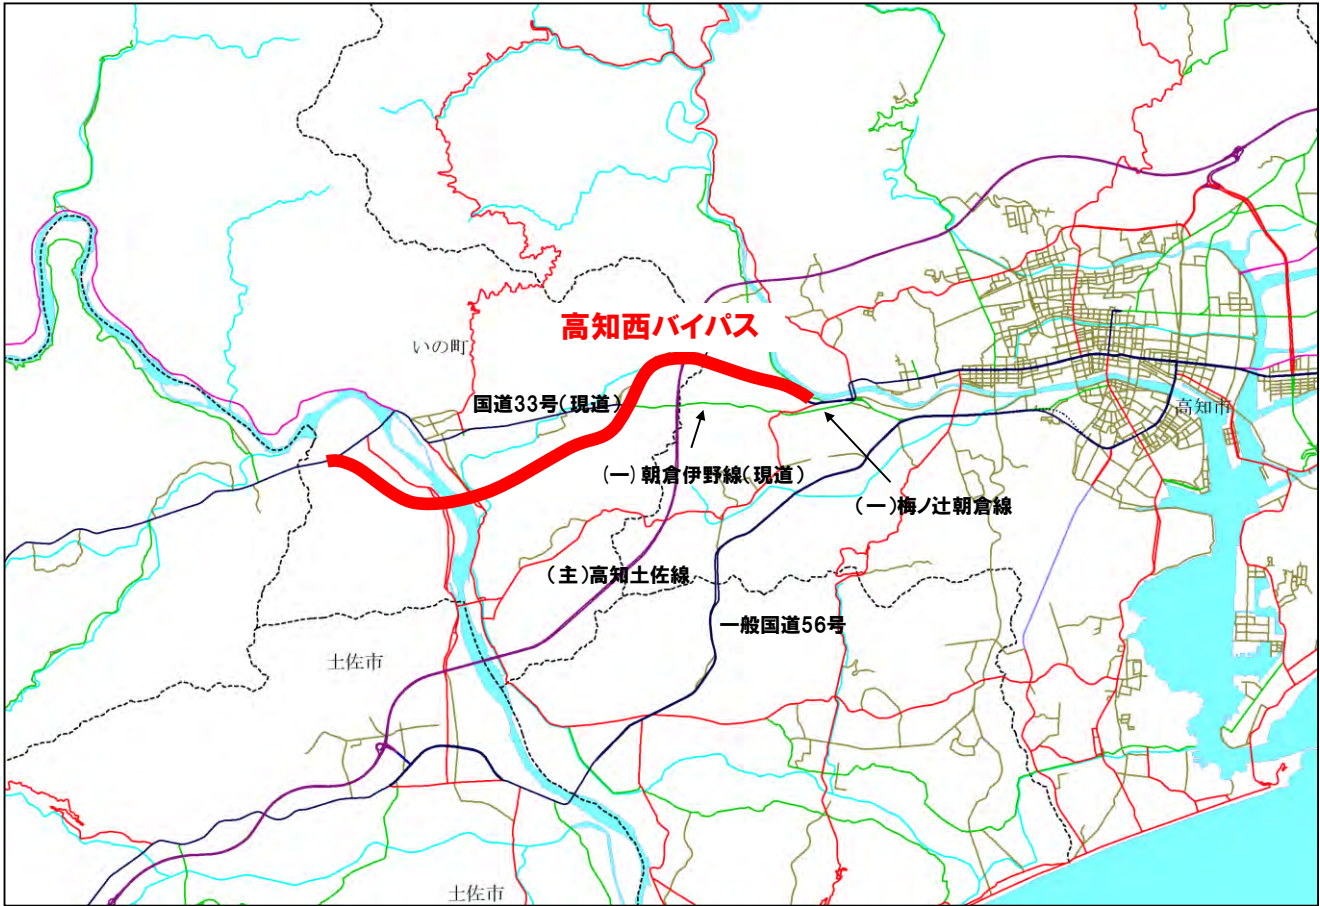 高知西バイパス
いの町
国道33号(現道)
高知市
(一)朝倉伊野線(現道)
(一)梅ノ辻朝倉線
(主)高知土佐線
一般国道56号
土佐市
土佐市